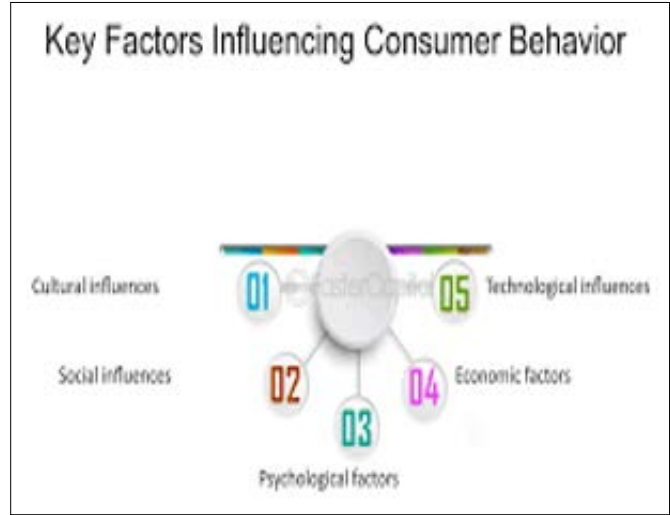 Key Factors Influencing Consumer Behavior
Cultural influences
01
FasterCapital
05
Technological influences
Social influences
02
04
Economic factors
03
Psychological factors